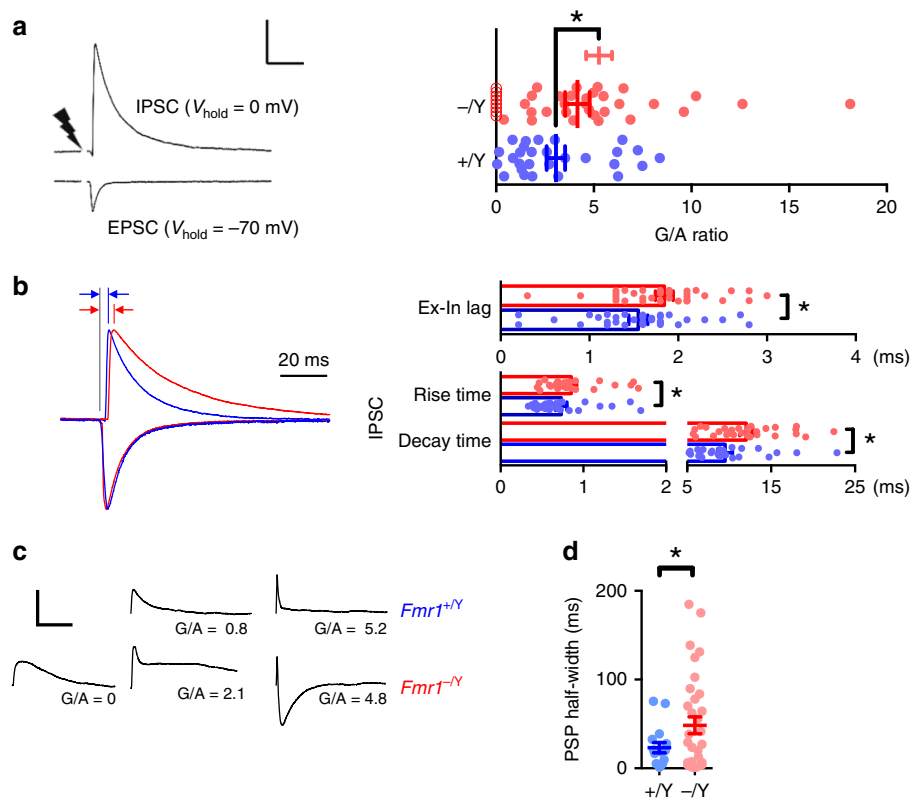 a
IPSC (Vhold = 0 mV)
EPSC (Vhold = –70 mV)
*
–/Y
+/Y
0 5 10 15 20
G/A ratio
b
20 ms
Ex-In lag
*
0 1 2 3 4 (ms)
IPSC
Rise time
*
Decay time
*
0 1 2 5 15 25 (ms)
c
G/A = 0.8
G/A = 5.2
Fmr1+/Y
G/A = 0
G/A = 2.1
G/A = 4.8
Fmr1–/Y
d
*
PSP half-width (ms)
200
100
0
+/Y –/Y